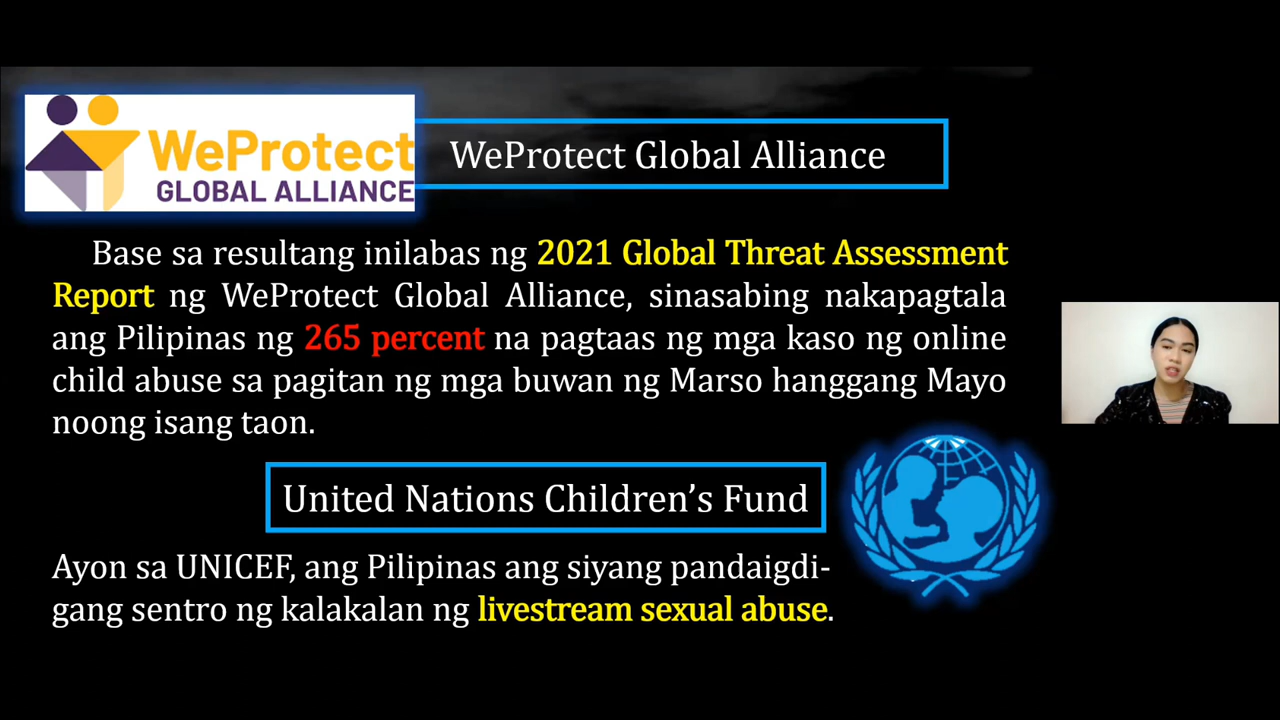 WeProtect
GLOBAL ALLIANCE
WeProtect Global Alliance
Base sa resultang inilabas ng 2021 Global Threat Assessment
Report ng WeProtect Global Alliance, sinasabing nakapagtala
ang Pilipinas ng 265 percent na pagtaas ng mga kaso ng online
child abuse sa pagitan ng mga buwan ng Marso hanggang Mayo
noong isang taon.
United Nations Children’s Fund
Ayon sa UNICEF, ang Pilipinas ang siyang pandaigdi-
gang sentro ng kalakalan ng livestream sexual abuse.